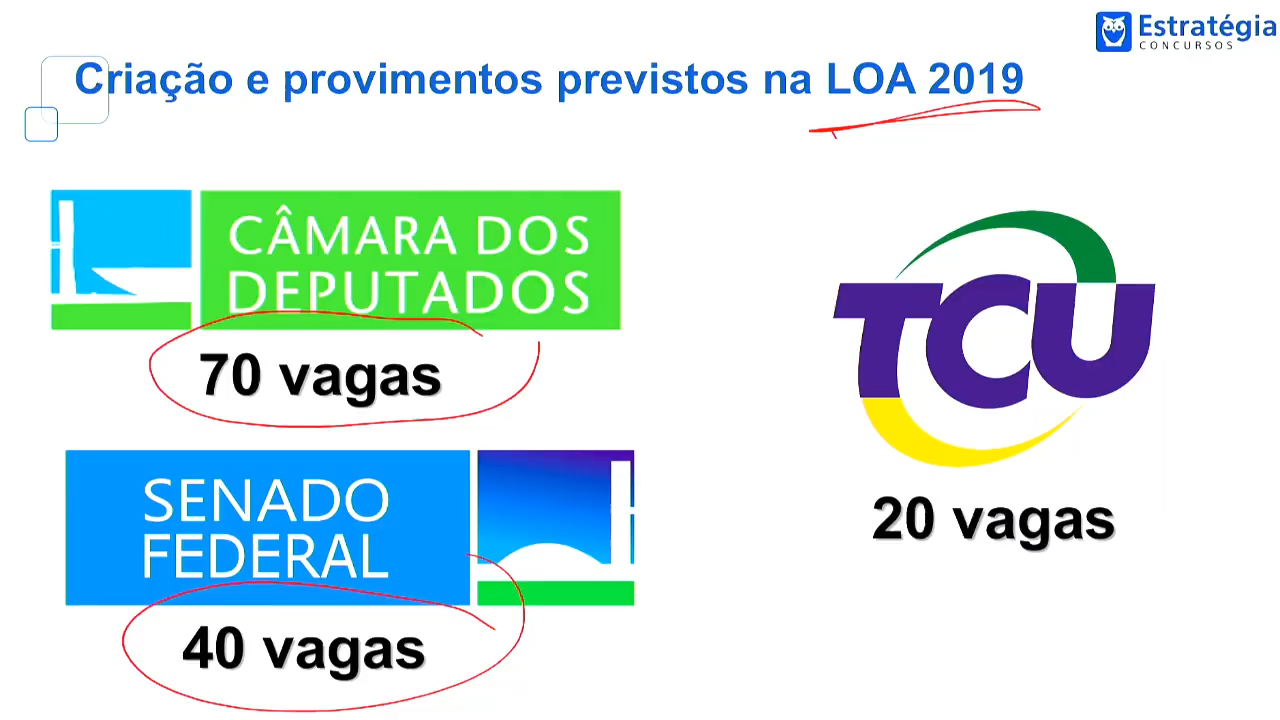 Estratégia
CONCURSOS
Criação e provimentos previstos na LOA 2019
CÂMARA DOS
DEPUTADOS
70 vagas
SENADO
FEDERAL
40 vagas
TCU
20 vagas